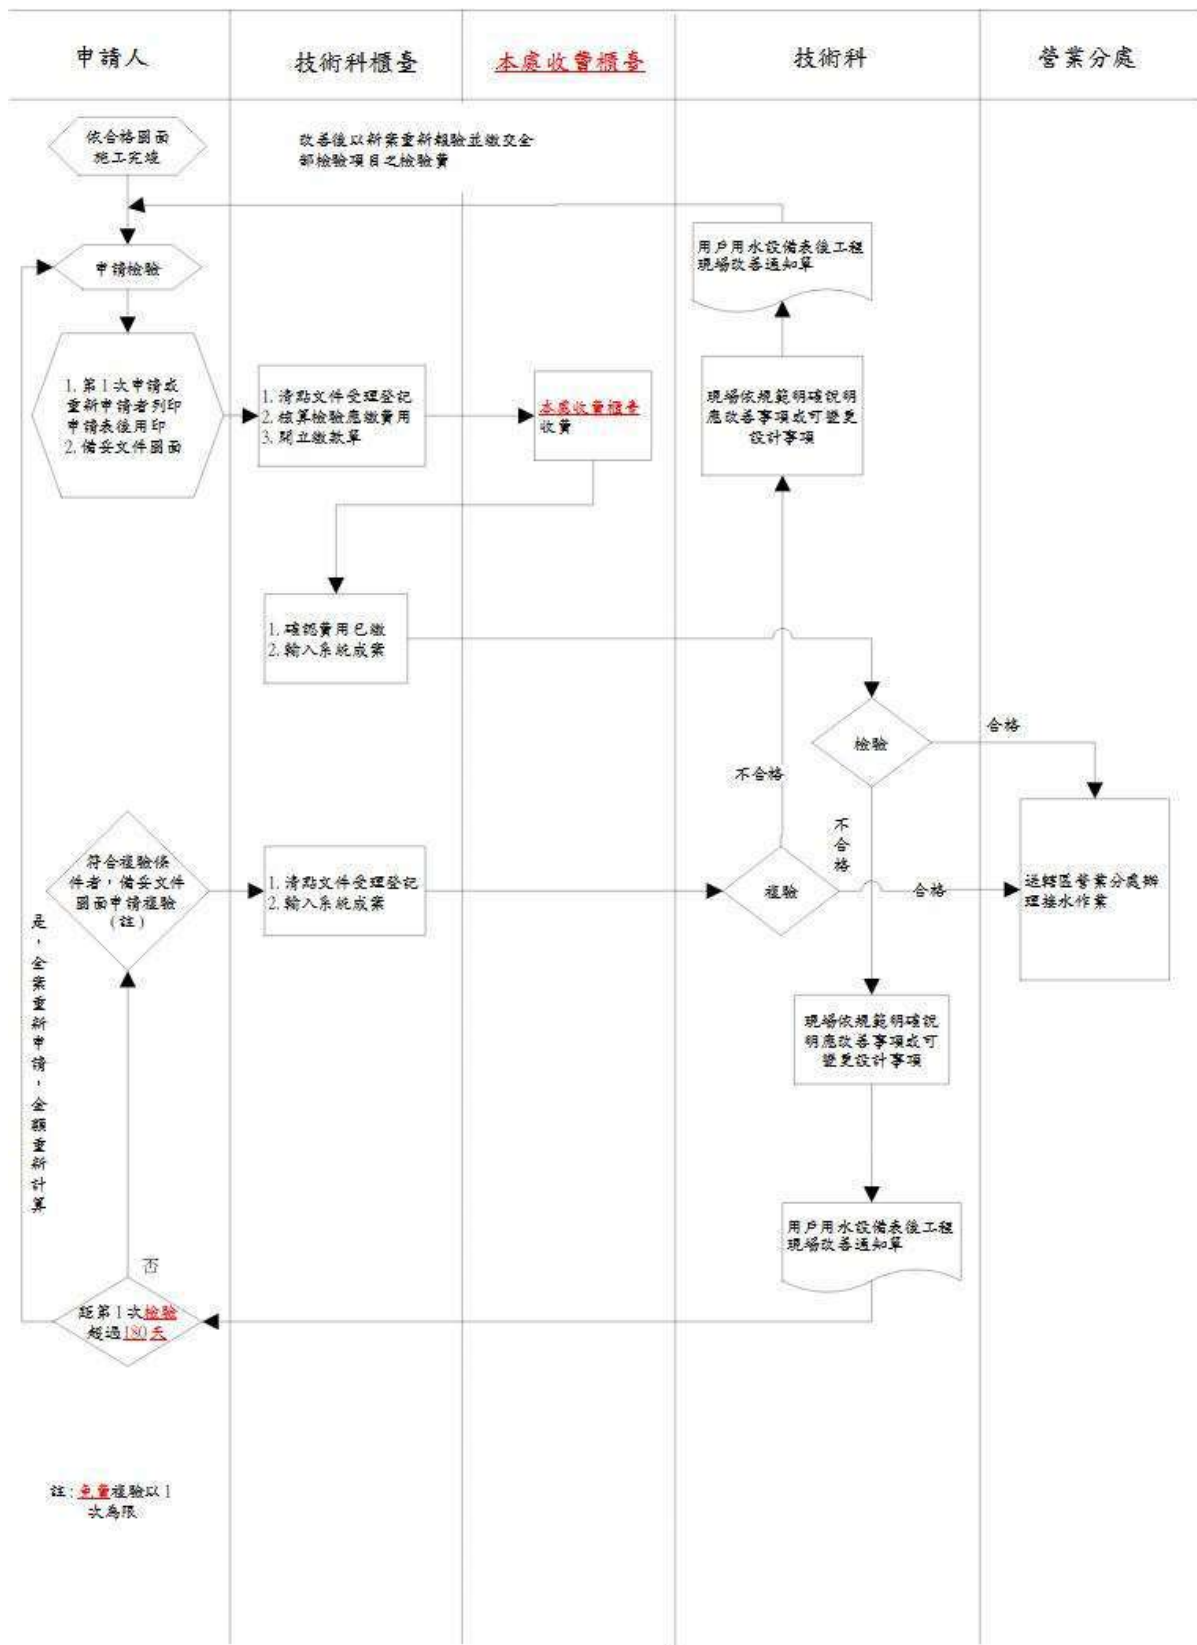 申請人
技術科櫃臺
本處收費櫃臺
技術科
營業分處
依合格圖面
施工完竣
改善後以新案重新報驗並繳交全
部檢驗項目之檢驗費
用戶用水設備表後工程
現場改善通知單
申請檢驗
1. 第1次申請或
重新申請者列印
申請表後用印
2. 備妥文件圖面
1. 清點文件受理登記
2. 核算檢驗應繳費用
3. 開立繳款單
本處收費櫃臺
收費
現場依規範明確說明
應改善事項或可變更
設計事項
1. 確認費用已繳
2. 輸入系統成案
檢驗
合格
不合格
不合格
符合複驗條
件者，備妥文件
圖面申請複驗
(註)
1. 清點文件受理登記
2. 輸入系統成案
複驗
合格
送轄區營業分處辦
理接水作業
是，全案重新申請，金額重新計算
現場依規範明確說
明應改善事項或可
變更設計事項
用戶用水設備表後工程
現場改善通知單
否
距第1次檢驗
超過180天
註：免費複驗以1
次為限